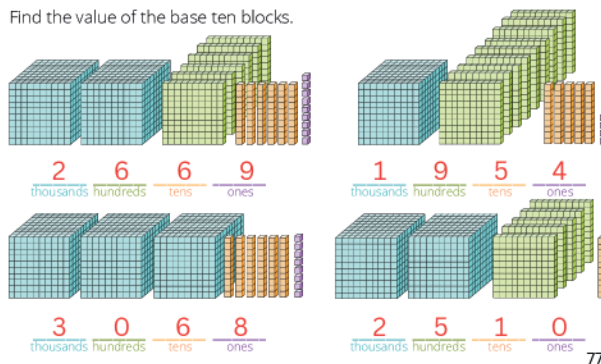 Find the value of the base ten blocks.
2 6 6 9
thousands hundreds tens ones
1 9 5 4
thousands hundreds tens ones
3 0 6 8
thousands hundreds tens ones
2 5 1 0
thousands hundreds tens ones
77